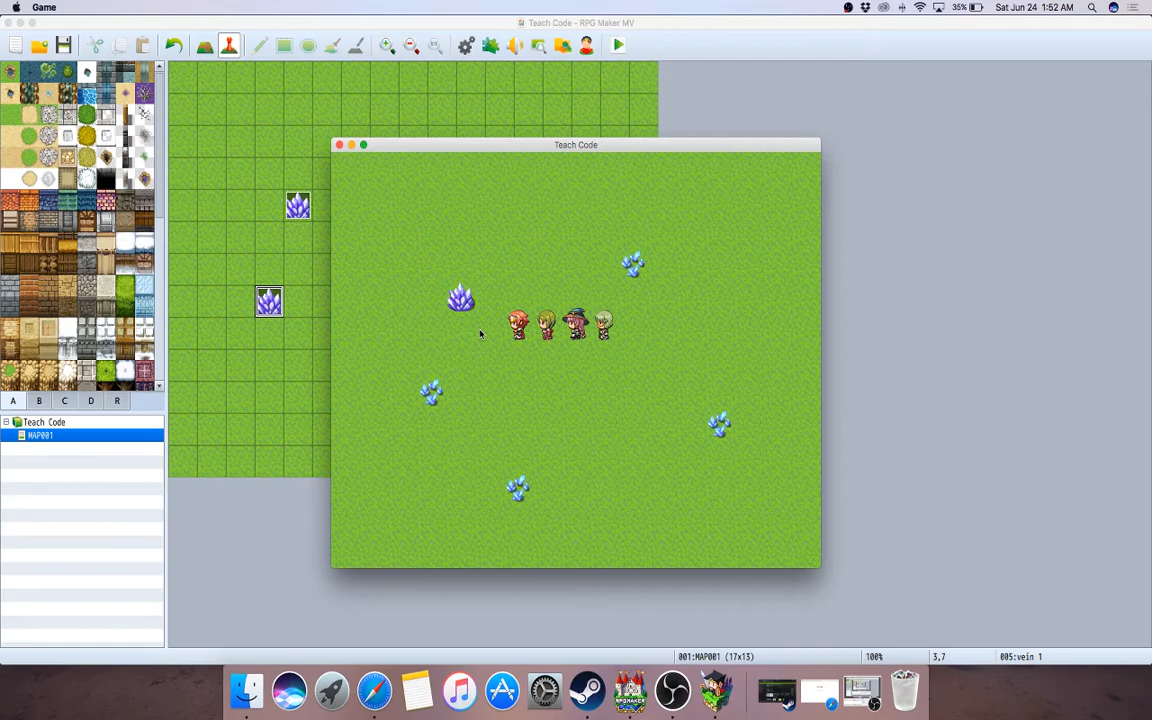 Game
35%
Sat Jun 24 1:52 AM
Teach Code - RPG Maker MV
Teach Code
A B C D R
Teach Code
MAP001
001:MAP001 (17x13)
100%
3,7
005:vein 1